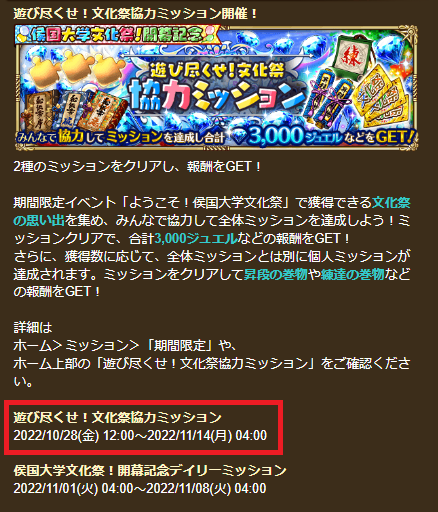 遊び尽くせ！文化祭協力ミッション開催！
侯国大学文化祭！開幕記念
遊び尽くせ！文化祭
協力ミッション
みんなで協力してミッションを達成し合計 3,000ジュエルなどをGET!
2種のミッションをクリアし、報酬をGET！
期間限定イベント「ようこそ！侯国大学文化祭」で獲得できる文化祭
の思い出を集め、みんなで協力して全体ミッションを達成しよう！ミ
ッションクリアで、合計3,000ジュエルなどの報酬をGET！
さらに、獲得数に応じて、全体ミッションとは別に個人ミッションが
達成されます。ミッションをクリアして昇段の巻物や練達の巻物など
の報酬をGET！
詳細は
ホーム＞ミッション＞「期間限定」や、
ホーム上部の「遊び尽くせ！文化祭協力ミッション」をご確認くださ
い。
遊び尽くせ！文化祭協力ミッション
2022/10/28(金) 12:00～2022/11/14(月) 04:00
侯国大学文化祭！開幕記念デイリーミッション
2022/11/01(火) 04:00～2022/11/08(火) 04:00